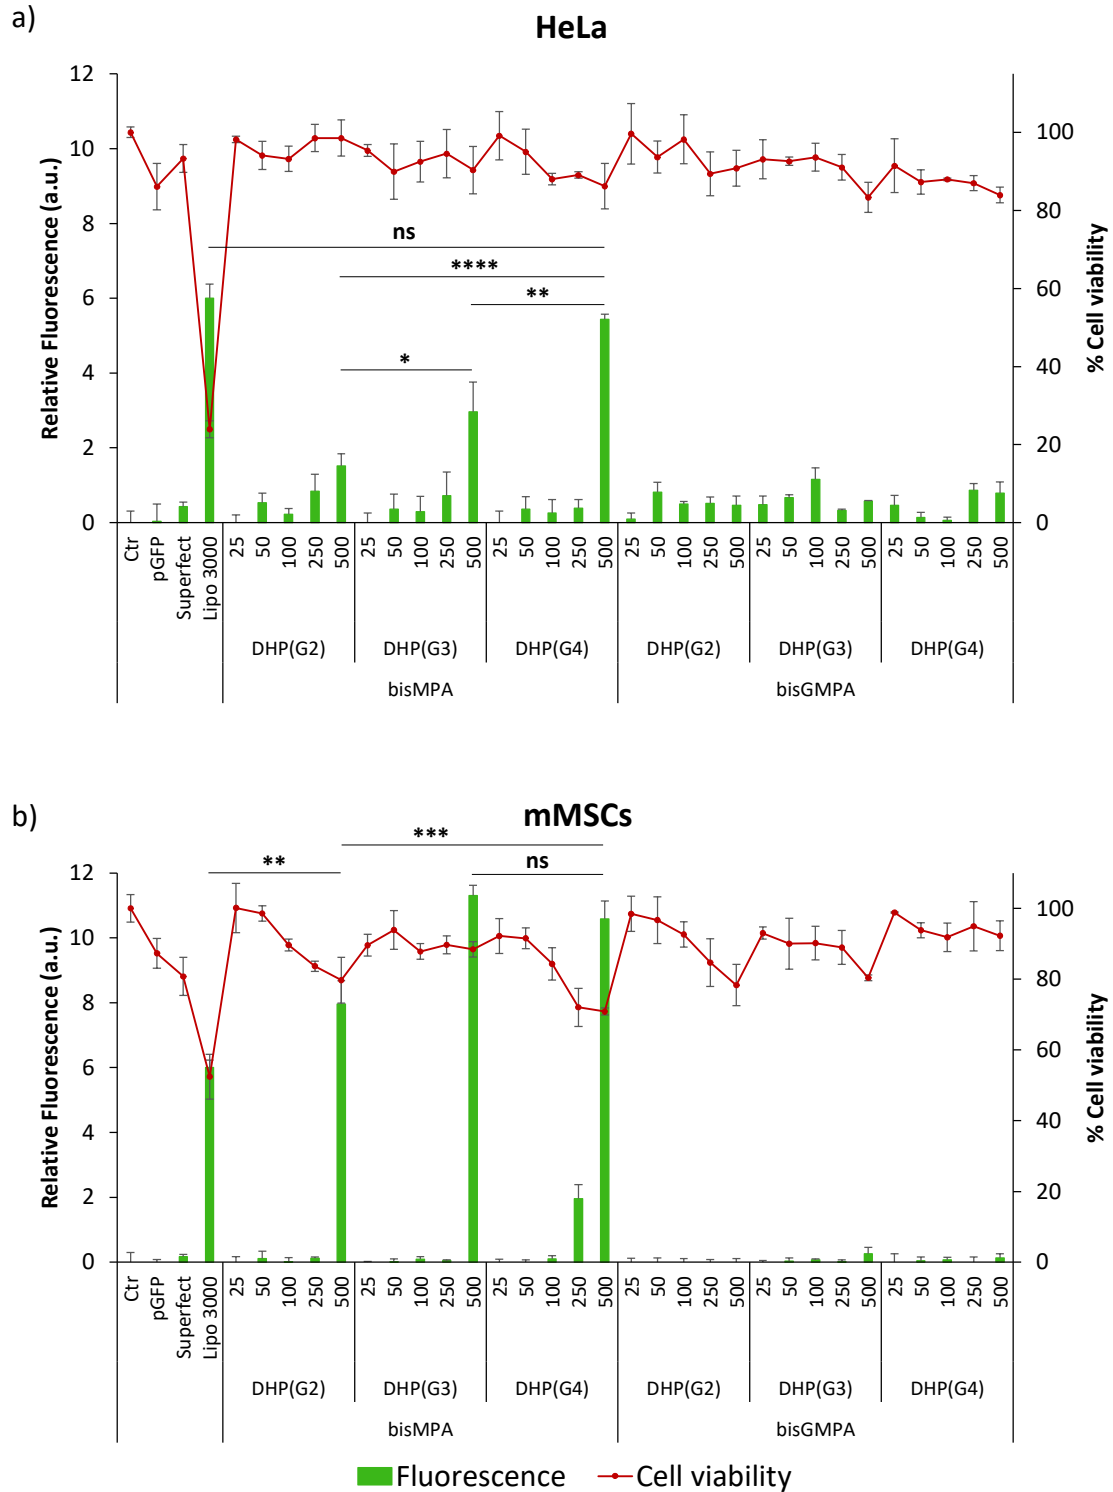 a)
HeLa
12
10
8
6
4
2
0
Relative Fluorescence (a.u.)
100
80
60
40
20
0
% Cell viability
ns
****
**
*
Ctr pGFP Superfect Lipo 3000 25 50 100 250 500 25 50 100 250 500 25 50 100 250 500 25 50 100 250 500 25 50 100 250 500 25 50 100 250 500
DHP(G2) DHP(G3) DHP(G4) DHP(G2) DHP(G3) DHP(G4)
bisMPA bisGMPA
b)
mMSCs
12
10
8
6
4
2
0
Relative Fluorescence (a.u.)
100
80
60
40
20
0
% Cell viability
***
** ns
Ctr pGFP Superfect Lipo 3000 25 50 100 250 500 25 50 100 250 500 25 50 100 250 500 25 50 100 250 500 25 50 100 250 500 25 50 100 250 500
DHP(G2) DHP(G3) DHP(G4) DHP(G2) DHP(G3) DHP(G4)
bisMPA bisGMPA
Fluorescence Cell viability